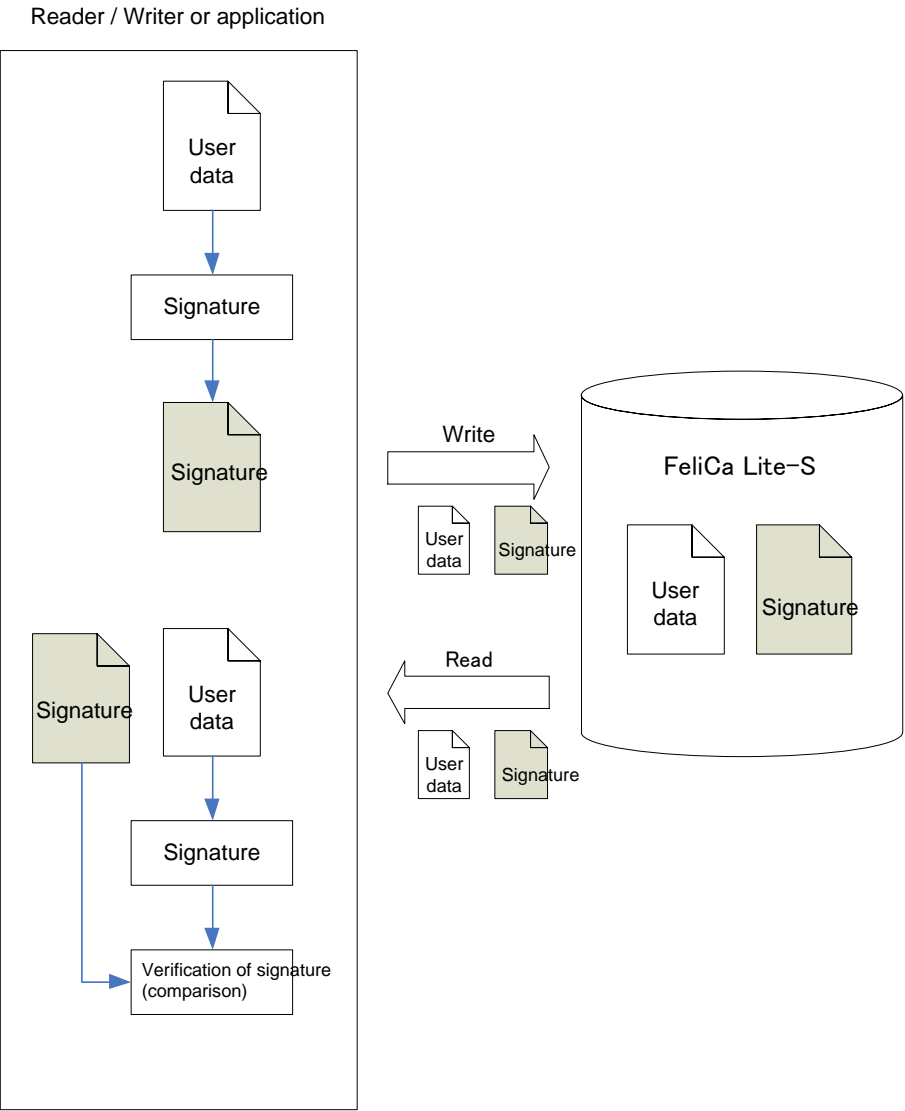 Reader / Writer or application
User
data
Signature
Signature
Write
User
data
Signature
FeliCa Lite-S
User
data
Signature
Signature
User
data
Read
User
data
Signature
Signature
Verification of signature
(comparison)